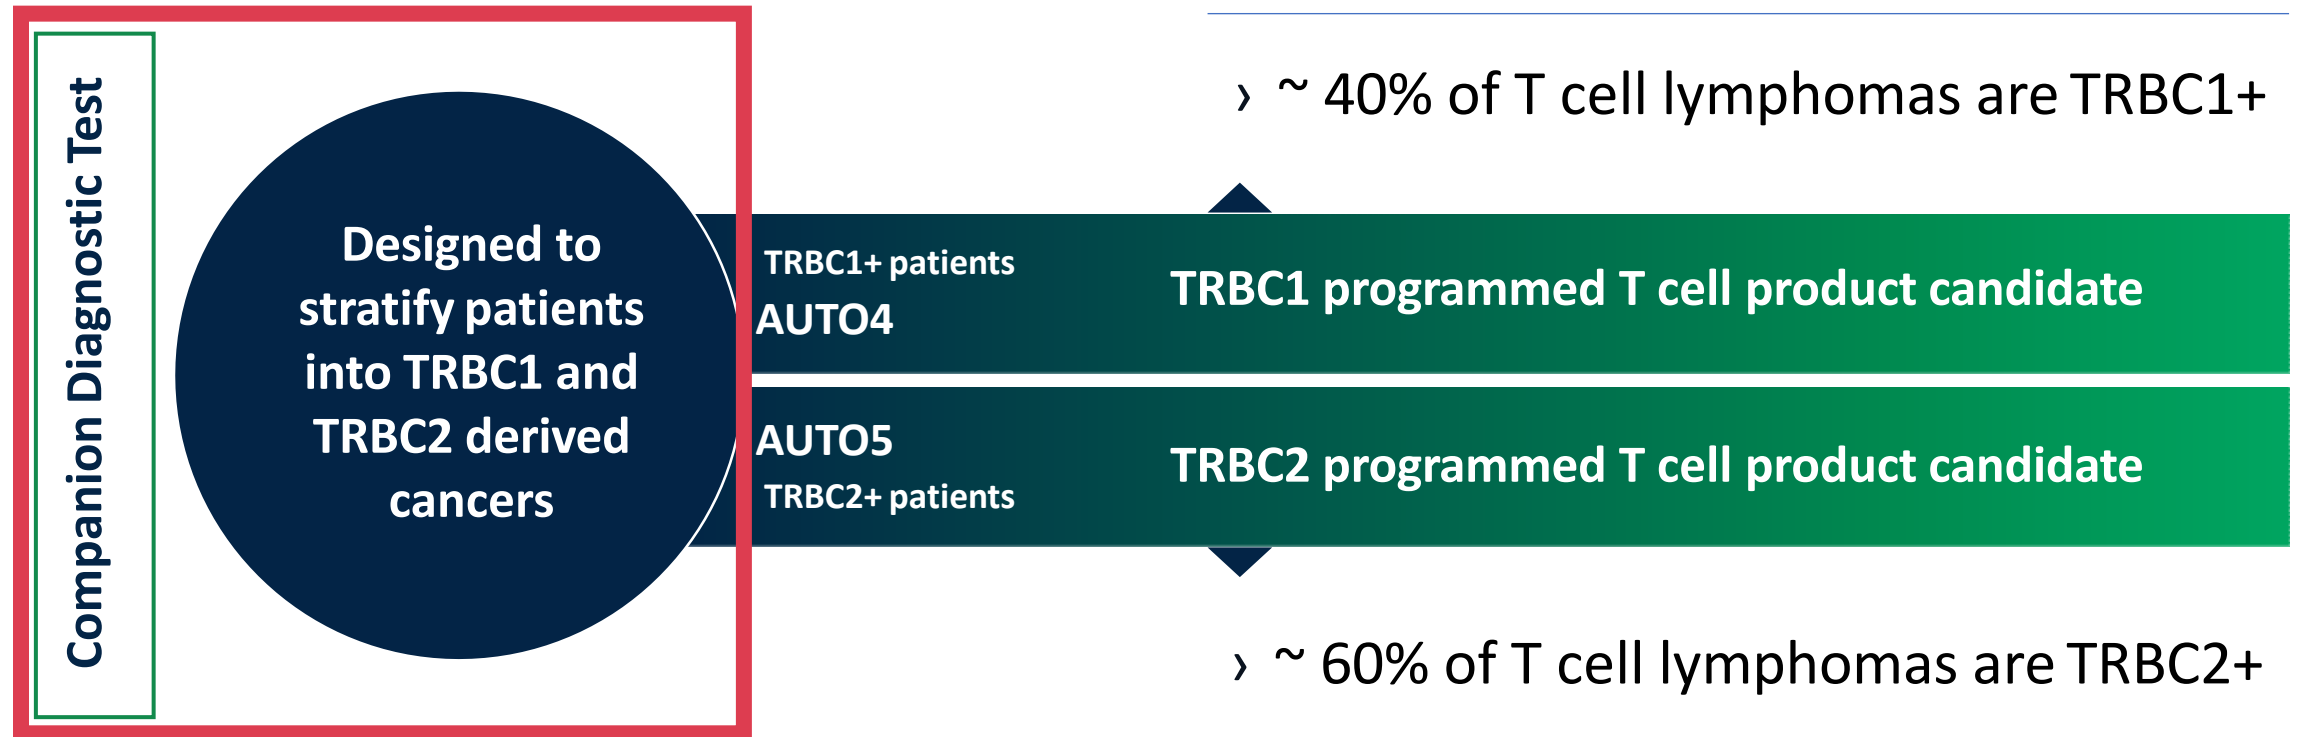 Companion Diagnostic Test
Designed to
stratify patients
into TRBC1 and
TRBC2 derived
cancers
› ~ 40% of T cell lymphomas are TRBC1+
TRBC1+ patients
AUTO4
TRBC1 programmed T cell product candidate
AUTO5
TRBC2+ patients
TRBC2 programmed T cell product candidate
› ~ 60% of T cell lymphomas are TRBC2+